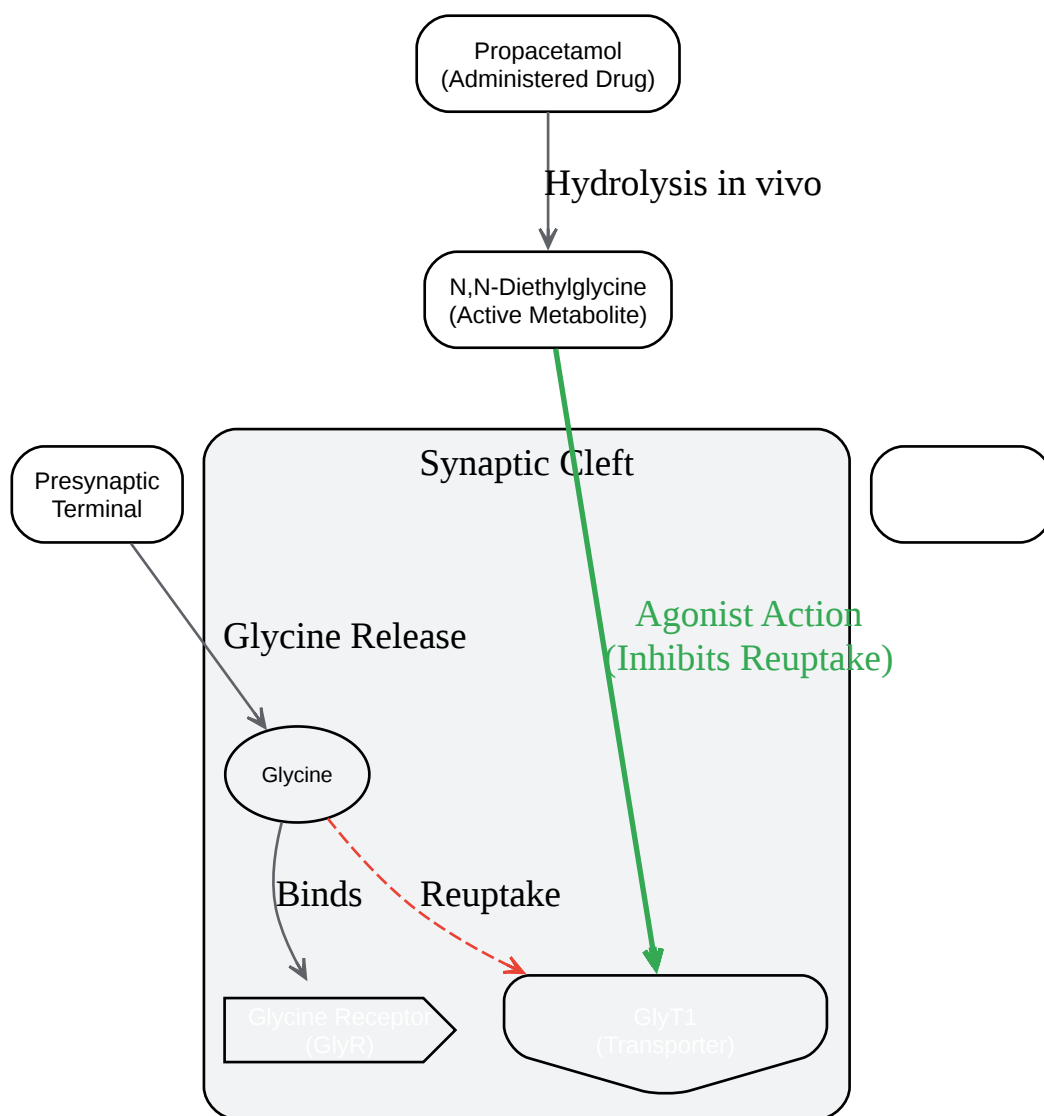 Propacetamol
(Administered Drug)
Hydrolysis in vivo
N,N-Diethylglycine
(Active Metabolite)
Synaptic Cleft
Presynaptic
Terminal
Agonist Action
(Inhibits Reuptake)
Glycine Release
Glycine
Binds
Reuptake
Glycine Receptor
(GlyR)
GlyT1
(Transporter)